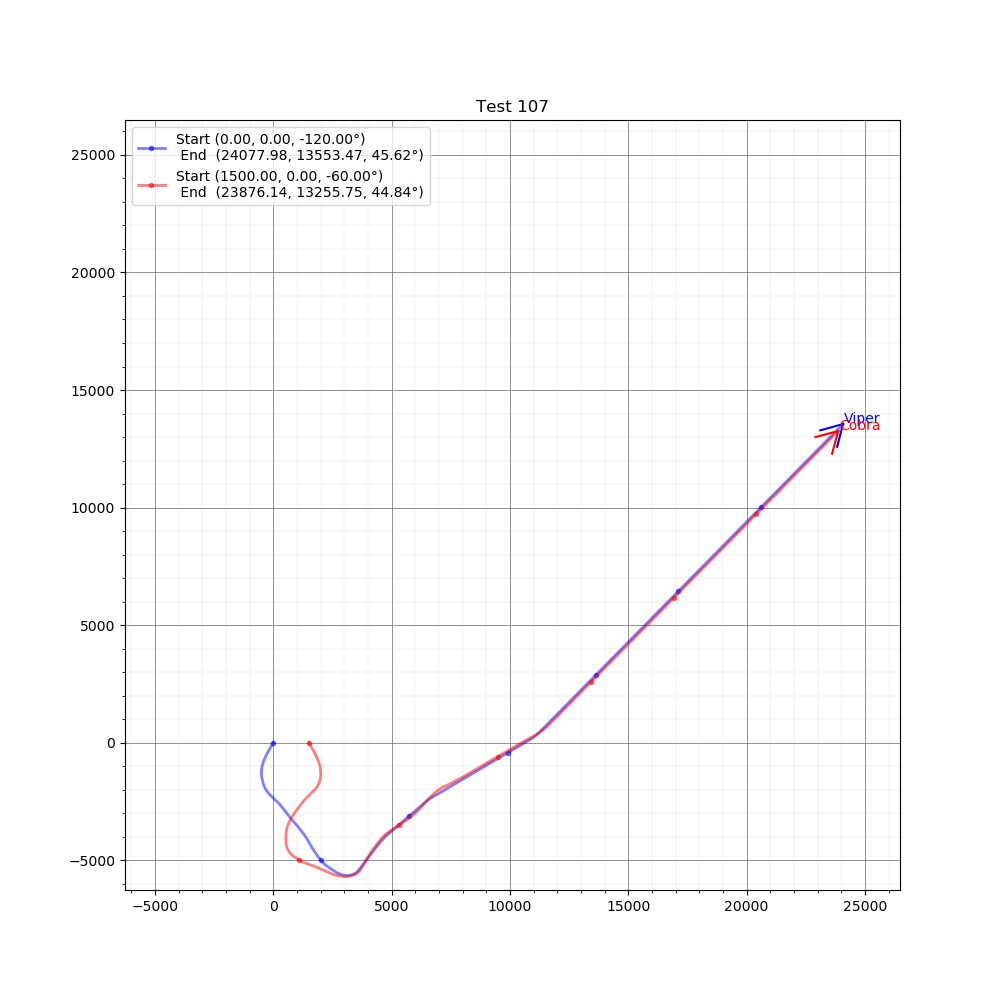 Test 107
Start (0.00, 0.00, -120.00°)
End (24077.98, 13553.47, 45.62°)
Start (1500.00, 0.00, -60.00°)
End (23876.14, 13255.75, 44.84°)
25000
20000
15000
10000
5000
0
−5000
Viper
Cobra
−5000
0
5000
10000
15000
20000
25000